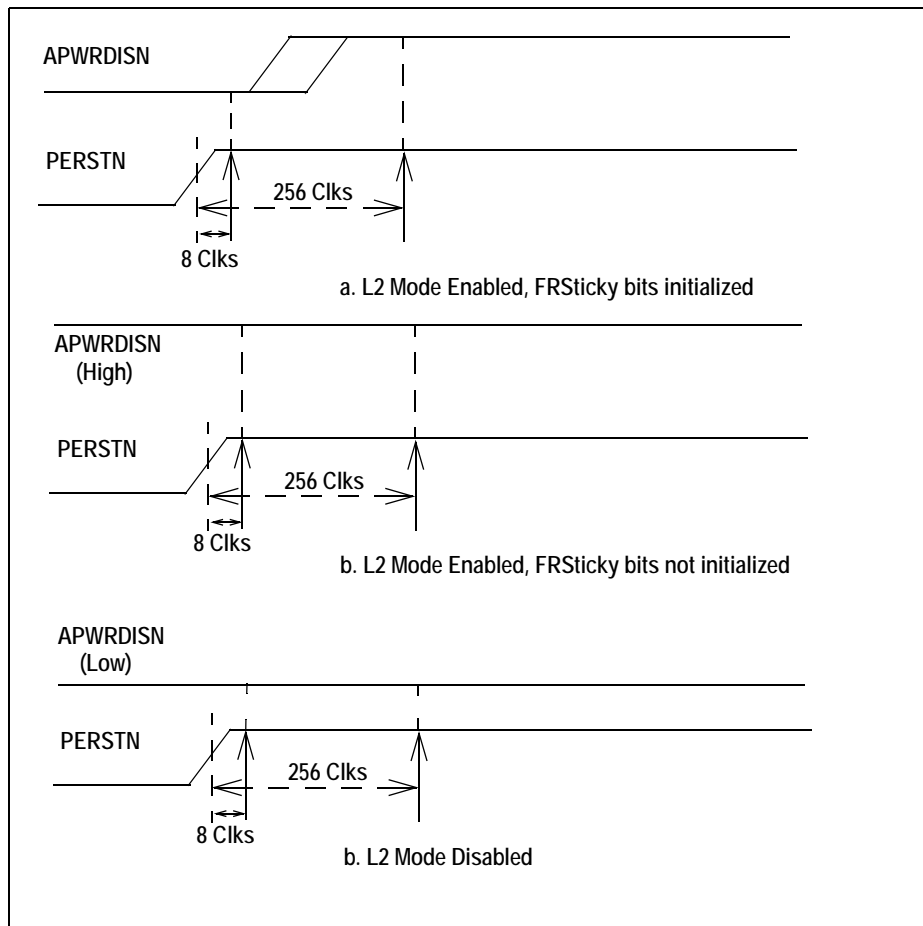 APWRDISN
PERSTN
256 Clks
8 Clks
a. L2 Mode Enabled, FRSticky bits initialized
APWRDISN
(High)
PERSTN
256 Clks
8 Clks
b. L2 Mode Enabled, FRSticky bits not initialized
APWRDISN
(Low)
PERSTN
256 Clks
8 Clks
b. L2 Mode Disabled